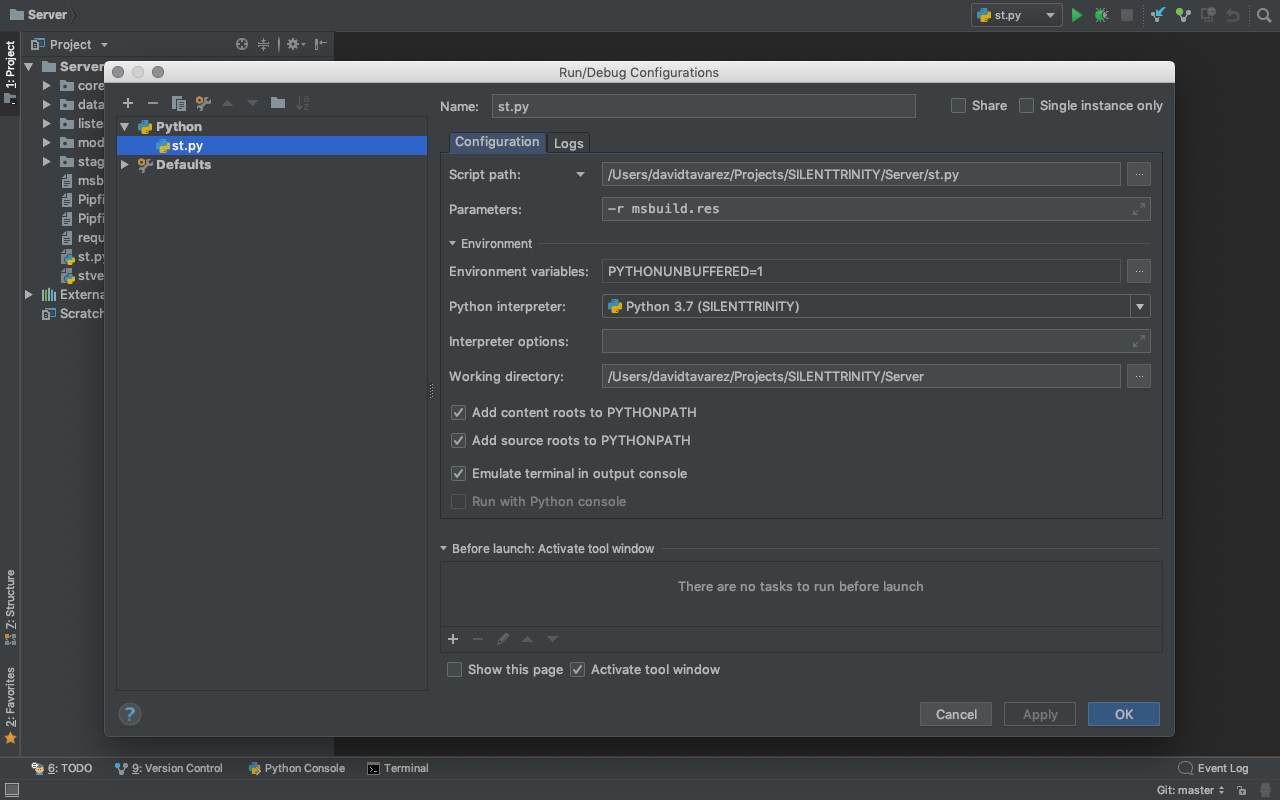 Server
st.py
1: Project
Project
Server
core
data
liste
mod
stag
msb
Pipfi
Pipfi
requ
st.py
stve
Externa
Scratch
Run/Debug Configurations
Python
st.py
Defaults
Name: st.py
Share
Single instance only
Configuration
Logs
Script path: /Users/davidtavarez/Projects/SILENTTRINITY/Server/st.py
Parameters: -r msbuild.res
Environment
Environment variables: PYTHONUNBUFFERED=1
Python interpreter: Python 3.7 (SILENTTRINITY)
Interpreter options:
Working directory: /Users/davidtavarez/Projects/SILENTTRINITY/Server
Add content roots to PYTHONPATH
Add source roots to PYTHONPATH
Emulate terminal in output console
Run with Python console
Before launch: Activate tool window
There are no tasks to run before launch
Show this page
Activate tool window
?
Cancel
Apply
OK
7: Structure
2: Favorites
6: TODO
9: Version Control
Python Console
Terminal
Event Log
Git: master